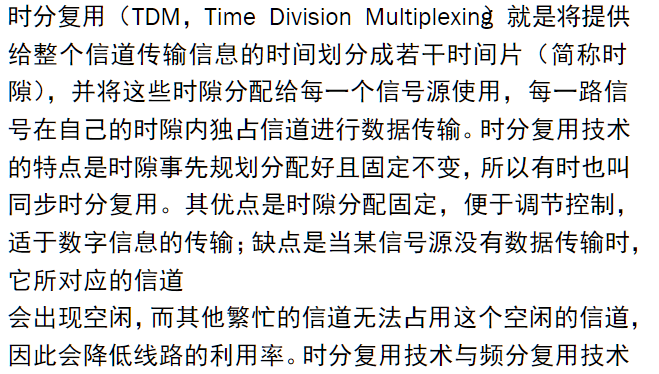 时分复用（TDM，Time Division Multiplexing）就是将提供
给整个信道传输信息的时间划分成若干时间片（简称时
隙），并将这些时隙分配给每一个信号源使用，每一路信
号在自己的时隙内独占信道进行数据传输。时分复用技术
的特点是时隙事先规划分配好且固定不变，所以有时也叫
同步时分复用。其优点是时隙分配固定，便于调节控制，
适于数字信息的传输；缺点是当某信号源没有数据传输时，
它所对应的信道
会出现空闲，而其他繁忙的信道无法占用这个空闲的信道，
因此会降低线路的利用率。时分复用技术与频分复用技术